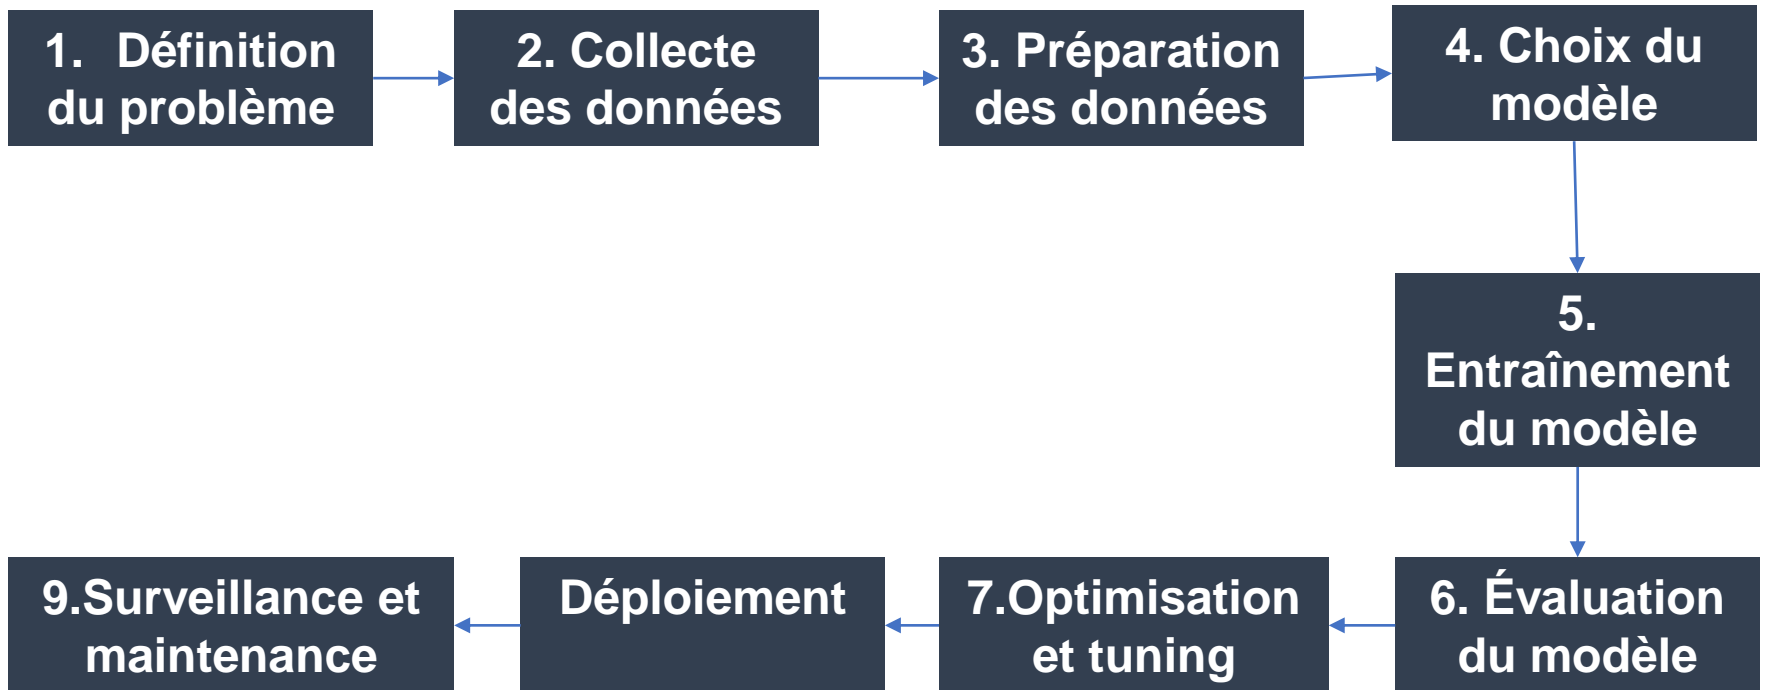 1. Définition
du problème
2. Collecte
des données
3. Préparation
des données
4. Choix du
modèle
5.
Entraînement
du modèle
6. Évaluation
du modèle
7.Optimisation
et tuning
Déploiement
9.Surveillance et
maintenance